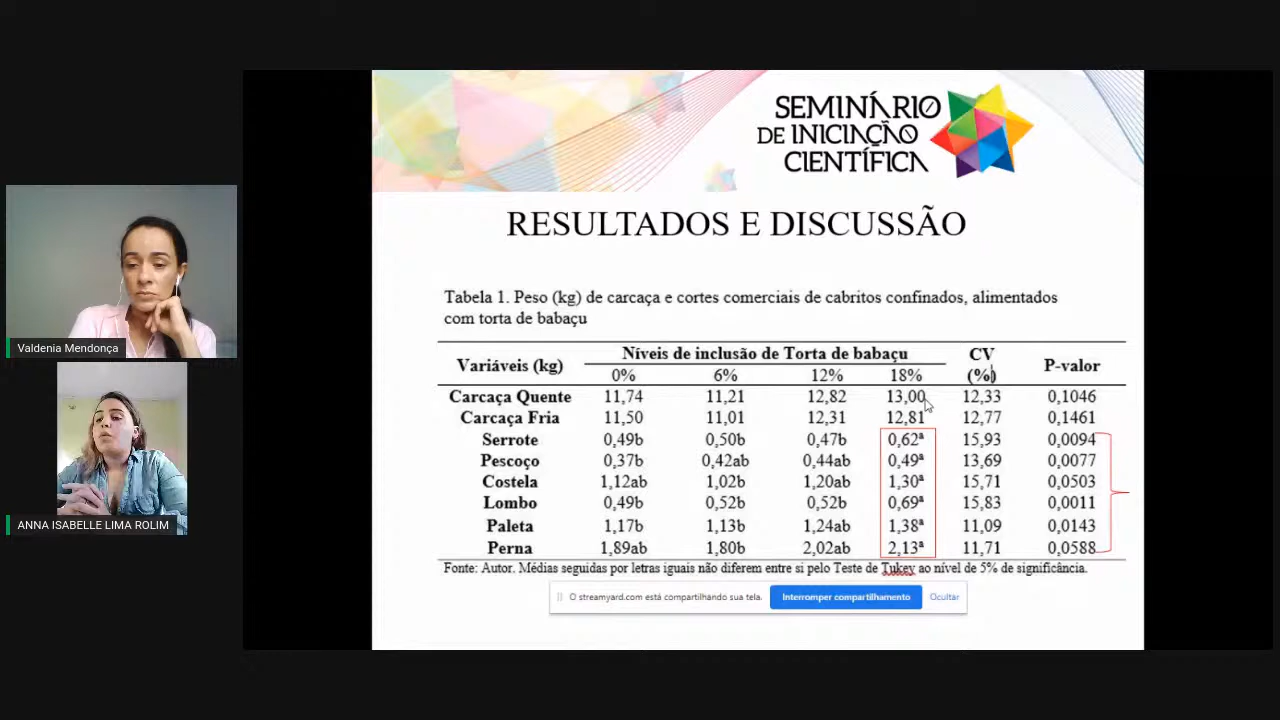 SEMINÁRIO
DE INICIAÇÃO
CIENTÍFICA
RESULTADOS E DISCUSSÃO
Tabela 1. Peso (kg) de carcaça e cortes comerciais de cabritos confinados, alimentados
com torta de babaçu
Variáveis (kg) Níveis de inclusão de Torta de babaçu CV (%) P-valor
0% 6% 12% 18%
Carcaça Quente 11,74 11,21 12,82 13,00 12,33 0,1046
Carcaça Fria 11,50 11,01 12,31 12,81 12,77 0,1461
Serrote 0,49b 0,50b 0,47b 0,62ª 15,93 0,0094
Pescoço 0,37b 0,42ab 0,44ab 0,49ª 13,69 0,0077
Costela 1,12ab 1,02b 1,20ab 1,30ª 15,71 0,0503
Lombo 0,49b 0,52b 0,52b 0,69ª 15,83 0,0011
Paleta 1,17b 1,13b 1,24ab 1,38ª 11,09 0,0143
Perna 1,89ab 1,80b 2,02ab 2,13ª 11,71 0,0588
Fonte: Autor. Médias seguidas por letras iguais não diferem entre si pelo Teste de Tukey ao nível de 5% de significância.
O streamyard.com está compartilhando sua tela. Interromper compartilhamento Ocultar
Valdenia Mendonça
ANNA ISABELLE LIMA ROLIM